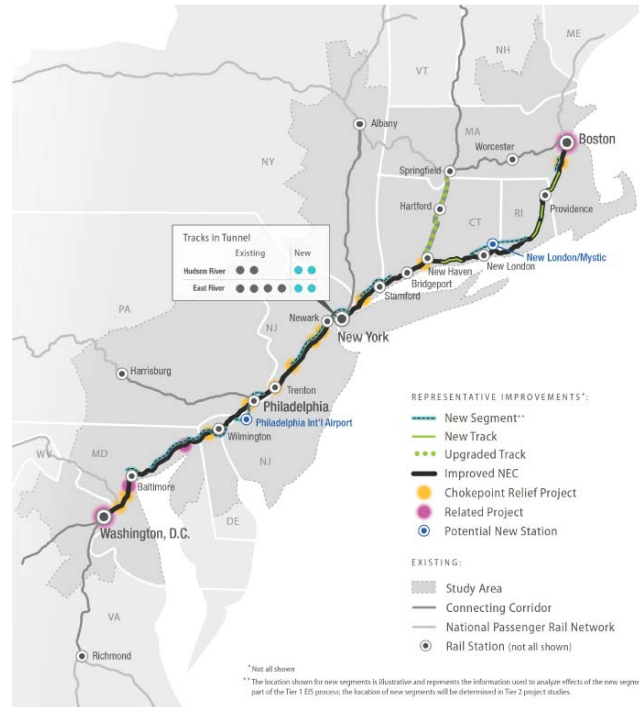 ME
NH
VT
Albany
MA
Boston
Worcester
Springfield
NY
Hartford
Providence
CT
RI
Tracks in Tunnel
Existing
New
Hudson River
East River
New London/Mystic
New Haven
New London
Bridgeport
Stamford
PA
Newark
NJ
New York
Harrisburg
Trenton
Philadelphia
Philadelphia Int'l Airport
Wilmington
NJ
MD
WV
Baltimore
DE
Washington, D.C.
VA
Richmond
REPRESENTATIVE IMPROVEMENTS*:
New Segment**
New Track
Upgraded Track
Improved NEC
Chokepoint Relief Project
Related Project
Potential New Station
EXISTING:
Study Area
Connecting Corridor
National Passenger Rail Network
Rail Station (not all shown)
* Not all shown
** The location shown for new segments is illustrative and represents the information used to analyze effects of the new segme
part of the Tier 1 EIS process; the location of new segments will be determined in Tier 2 project studies.